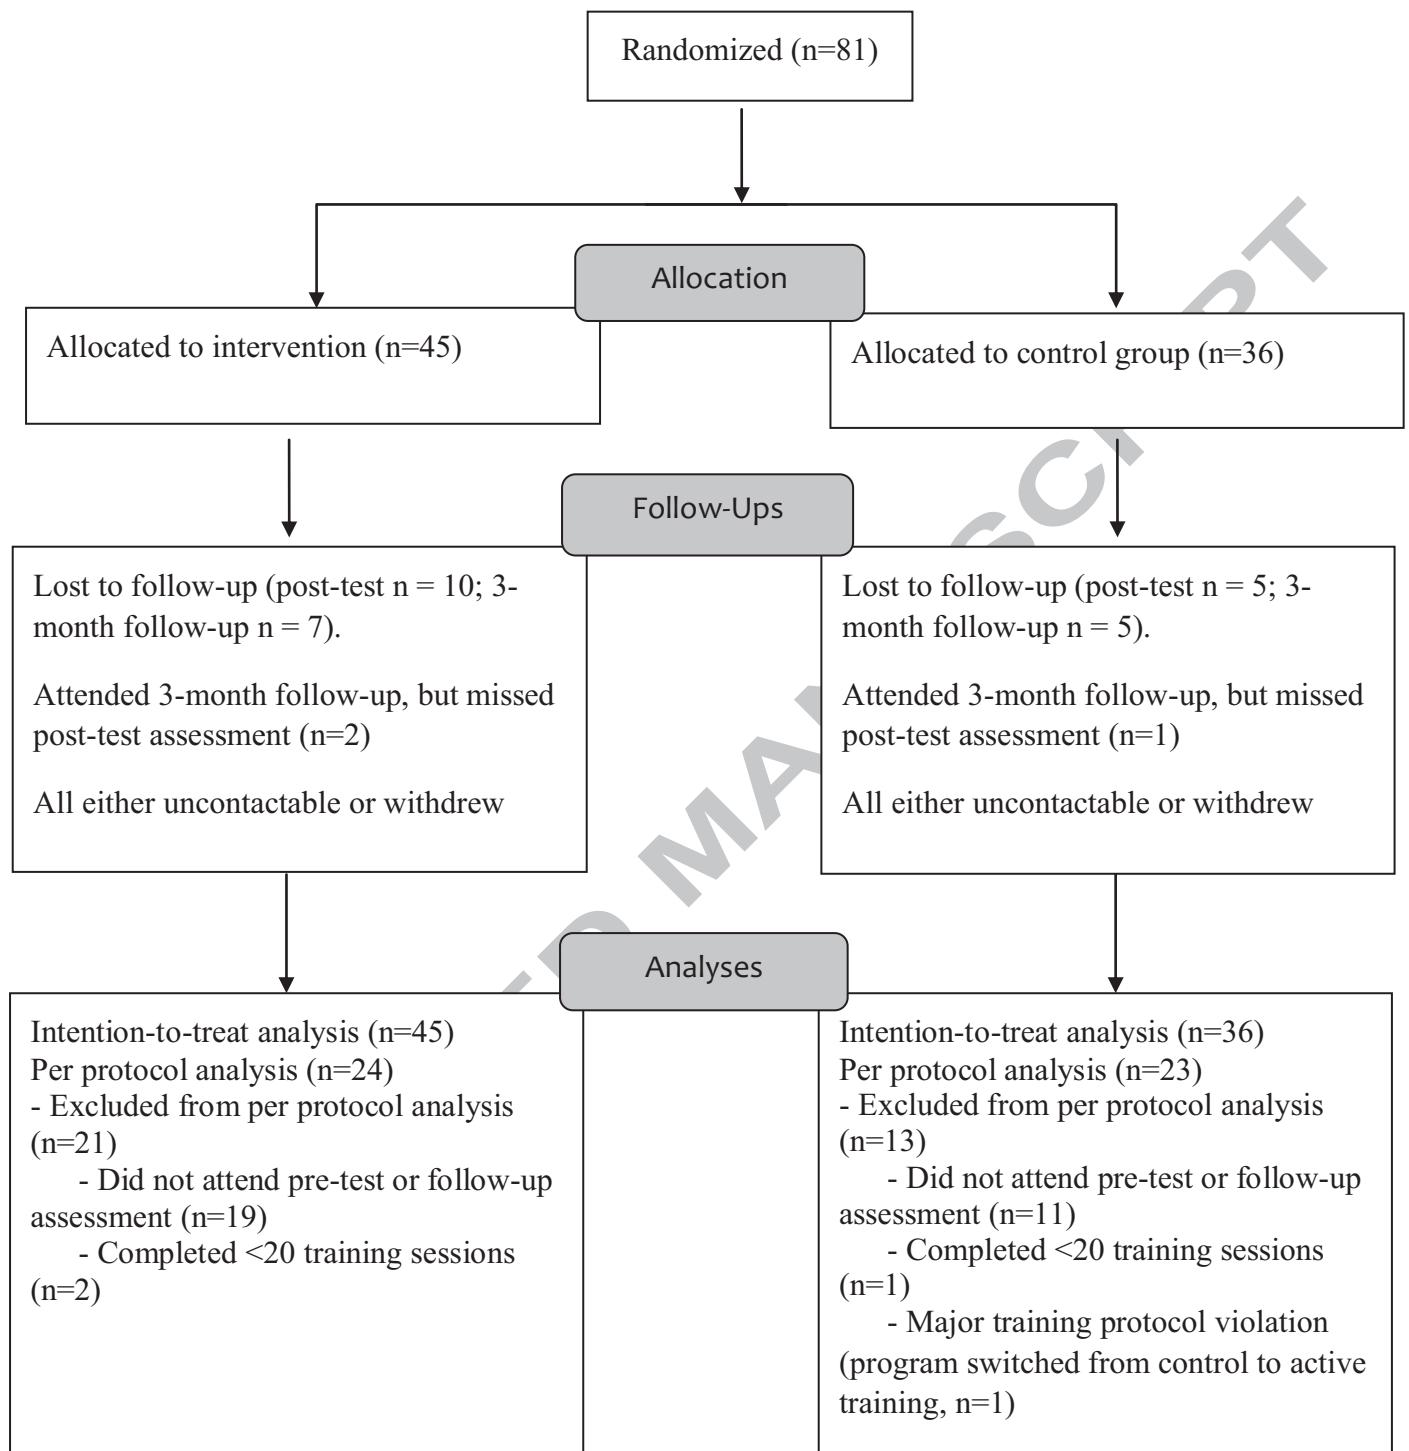 Randomized (n=81)
Allocation
Allocated to intervention (n=45)
Allocated to control group (n=36)
Follow-Ups
Lost to follow-up (post-test n = 10; 3-
month follow-up n = 7).
Attended 3-month follow-up, but missed
post-test assessment (n=2)
All either uncontactable or withdrew
Lost to follow-up (post-test n = 5; 3-
month follow-up n = 5).
Attended 3-month follow-up, but missed
post-test assessment (n=1)
All either uncontactable or withdrew
Analyses
Intention-to-treat analysis (n=45)
Per protocol analysis (n=24)
- Excluded from per protocol analysis
(n=21)
- Did not attend pre-test or follow-up
assessment (n=19)
- Completed <20 training sessions
(n=2)
Intention-to-treat analysis (n=36)
Per protocol analysis (n=23)
- Excluded from per protocol analysis
(n=13)
- Did not attend pre-test or follow-up
assessment (n=11)
- Completed <20 training sessions
(n=1)
- Major training protocol violation
(program switched from control to active
training, n=1)